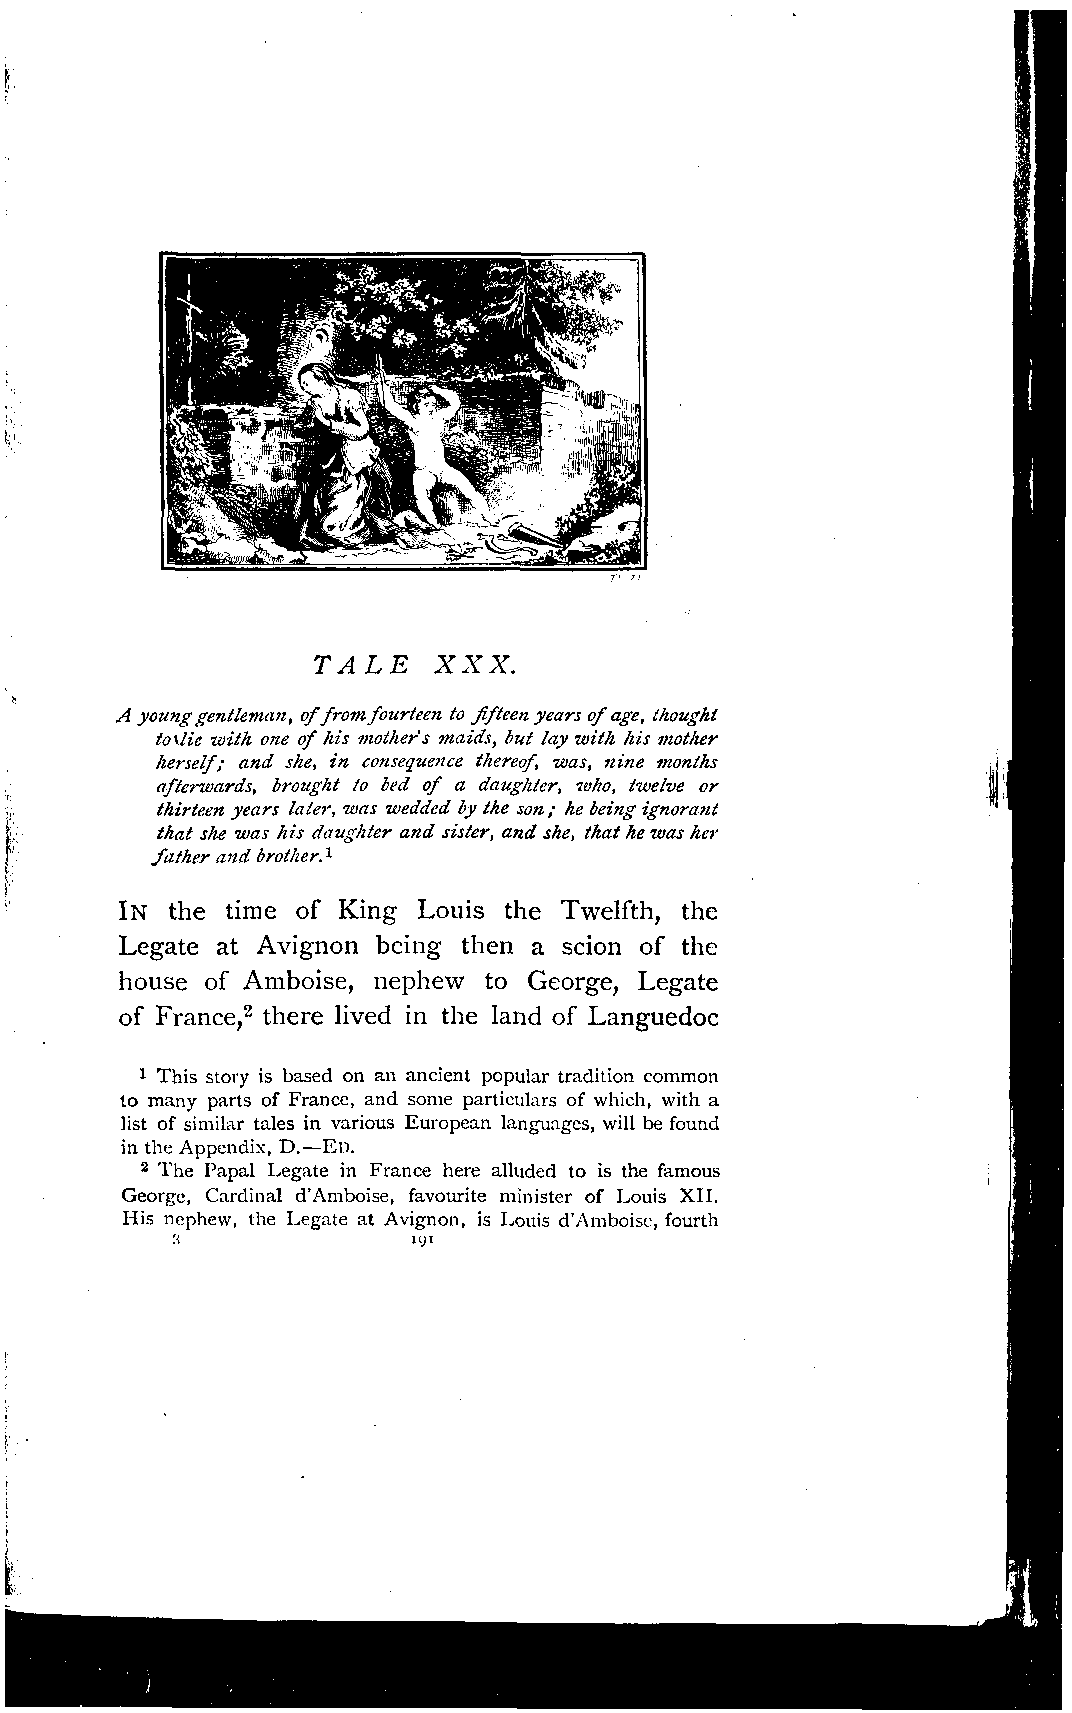 TALE XXX.
A young gentleman, of from fourteen to fifteen years of age, thought
to lie with one of his mother's maids, but lay with his mother
herself; and she, in consequence thereof, was, nine months
afterwards, brought to bed of a daughter, who, twelve or
thirteen years later, was wedded by the son; he being ignorant
that she was his daughter and sister, and she, that he was her
father and brother.1
IN the time of King Louis the Twelfth, the
Legate at Avignon being then a scion of the
house of Amboise, nephew to George, Legate
of France,2 there lived in the land of Languedoc
1 This story is based on an ancient popular tradition common
to many parts of France, and some particulars of which, with a
list of similar tales in various European languages, will be found
in the Appendix, D.—ED.
2 The Papal Legate in France here alluded to is the famous
George, Cardinal d'Amboise, favourite minister of Louis XII.
His nephew, the Legate at Avignon, is Louis d'Amboise, fourth
3 191